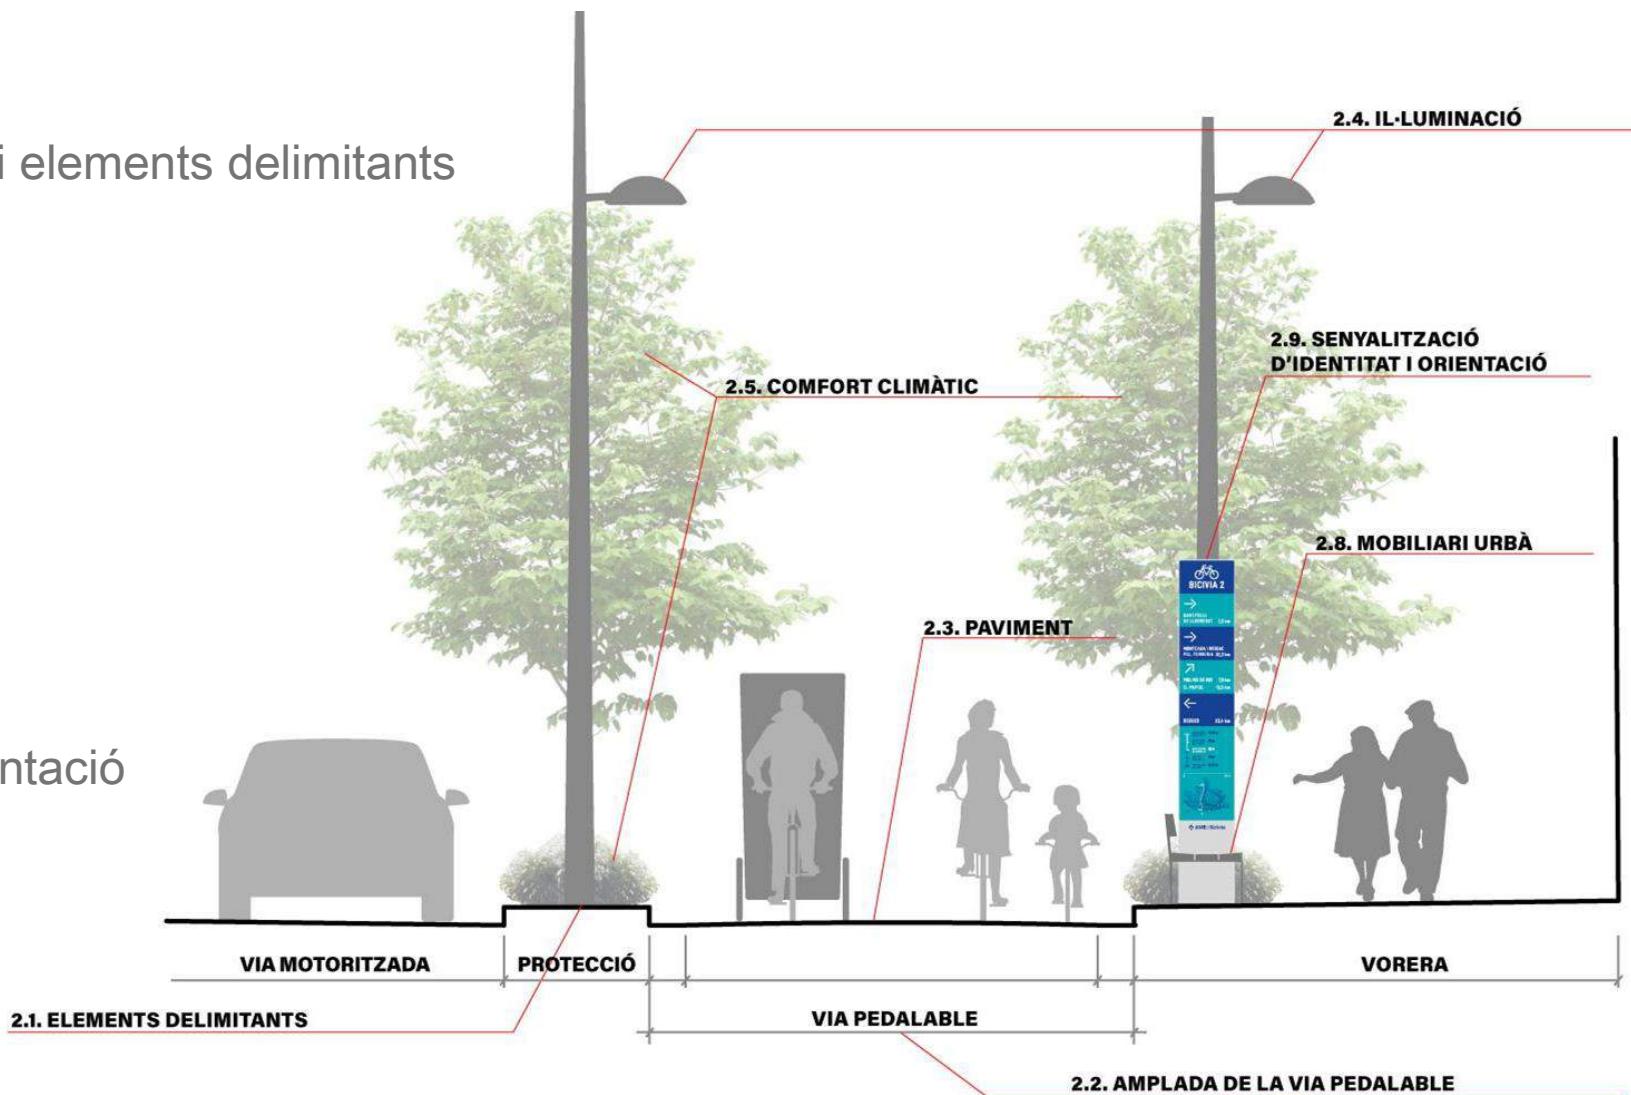 2.4. IL·LUMINACIÓ
i elements delimitants
2.9. SENYALITZACIÓ
D'IDENTITAT I ORIENTACIÓ
2.5. COMFORT CLIMÀTIC
2.8. MOBILIARI URBÀ
BICIVIA 2
2.3. PAVIMENT
ntació
VIA MOTORITZADA
PROTECCIÓ
VORERA
2.1. ELEMENTS DELIMITANTS
VIA PEDALABLE
2.2. AMPLADA DE LA VIA PEDALABLE